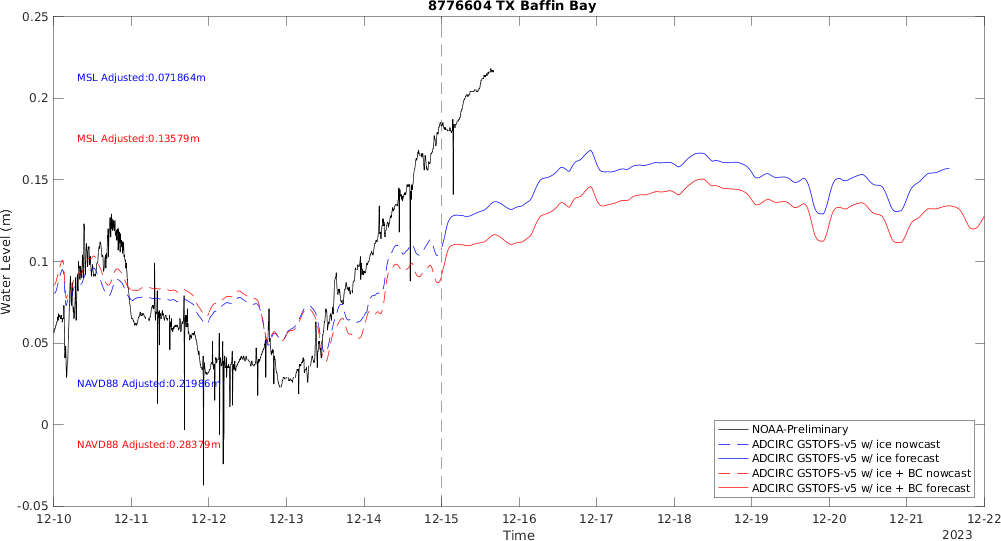 8776604 TX Baffin Bay
0.25
0.2
0.15
0.1
0.05
0
-0.05
Water Level (m)
MSL Adjusted:0.071864m
MSL Adjusted:0.13579m
NAVD88 Adjusted:0.21986m
NAVD88 Adjusted:0.28379m
NOAA-Preliminary
ADCIRC GSTOFS-v5 w/ ice nowcast
ADCIRC GSTOFS-v5 w/ ice forecast
ADCIRC GSTOFS-v5 w/ ice + BC nowcast
ADCIRC GSTOFS-v5 w/ ice + BC forecast
12-10 12-11 12-12 12-13 12-14 12-15 12-16 12-17 12-18 12-19 12-20 12-21 12-22
Time
2023